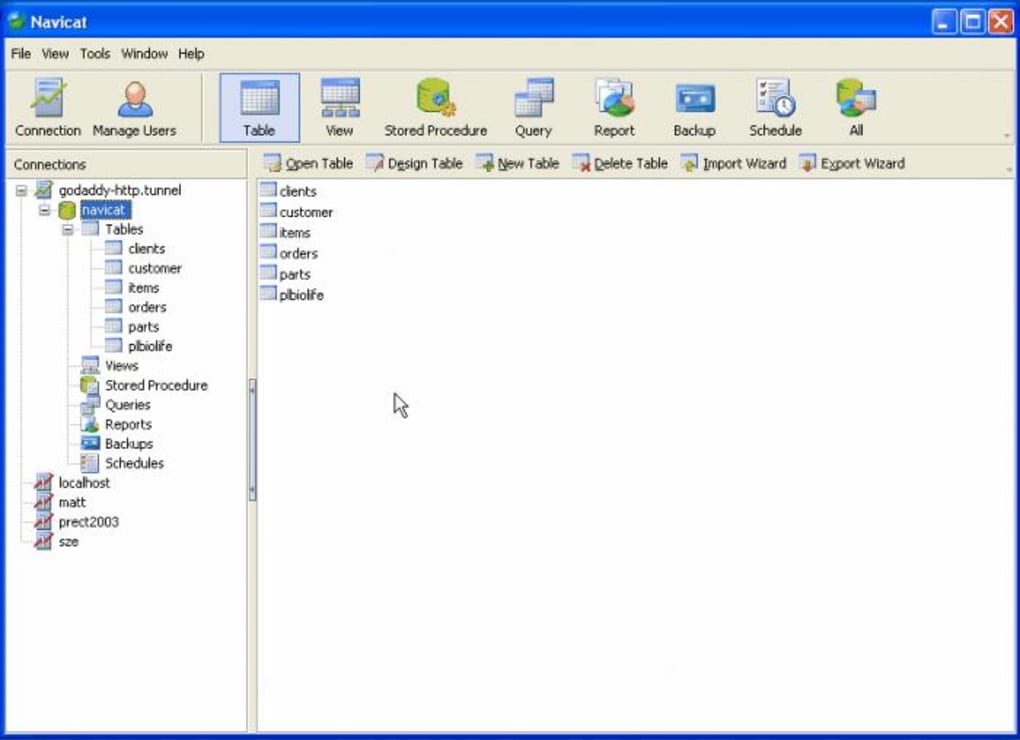 Navicat
File View Tools Window Help
Connection Manage Users Table View Stored Procedure Query Report Backup Schedule All
Connections
Open Table Design Table New Table Delete Table Import Wizard Export Wizard
godaddy-http.tunnel
navicat
Tables
clients
customer
items
orders
parts
plbiolife
Views
Stored Procedure
Queries
Reports
Backups
Schedules
localhost
matt
prect2003
sze
clients
customer
items
orders
parts
plbiolife